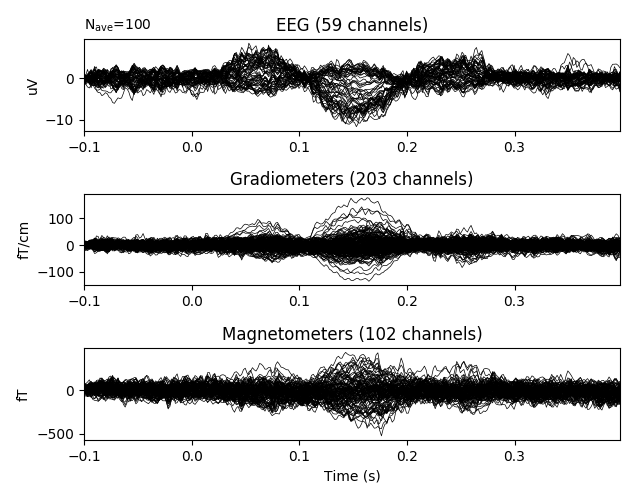 Nave=100
EEG (59 channels)
uV
0
−10
−0.1 0.0 0.1 0.2 0.3
Gradiometers (203 channels)
fT/cm
100
0
−100
−0.1 0.0 0.1 0.2 0.3
Magnetometers (102 channels)
fT
0
−500
−0.1 0.0 0.1 0.2 0.3
Time (s)